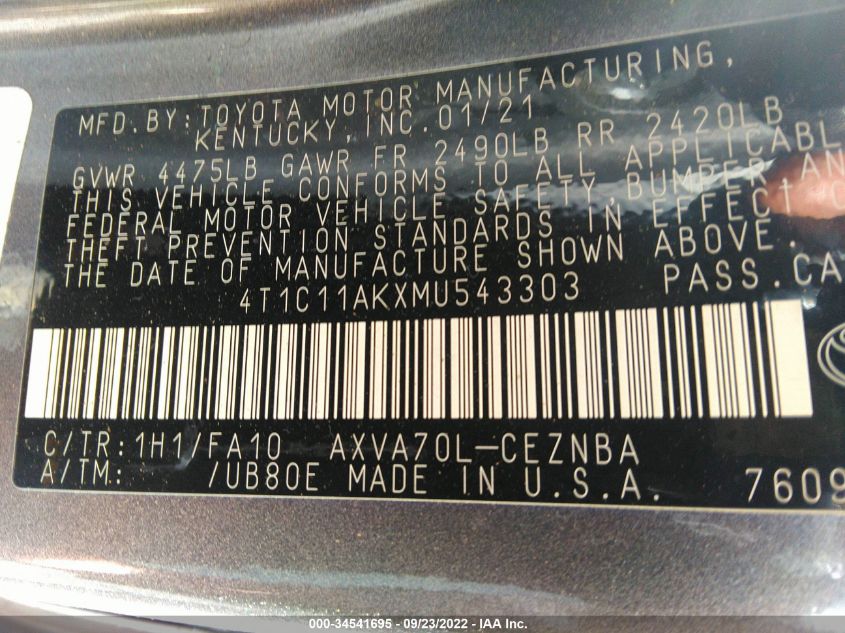 MFD. BY: TOYOTA MOTOR MANUFACTURING,
KENTUCKY, INC. 01/21
GVWR 4475LB GAWR FR 2490LB RR 2420LB
THIS VEHICLE CONFORMS TO ALL APPLICABL
FEDERAL MOTOR VEHICLE SAFETY, BUMPER, AN
THEFT PREVENTION STANDARDS IN EFFECT O
THE DATE OF MANUFACTURE SHOWN ABOVE.
4T1C11AKXMU543303 PASS. CA
C/TR: 1H1/FA10 AXVA70L-CEZNBA
A/TM: /UB80E MADE IN U.S.A. 7609
000-34541695 - 09/23/2022 - IAA Inc.